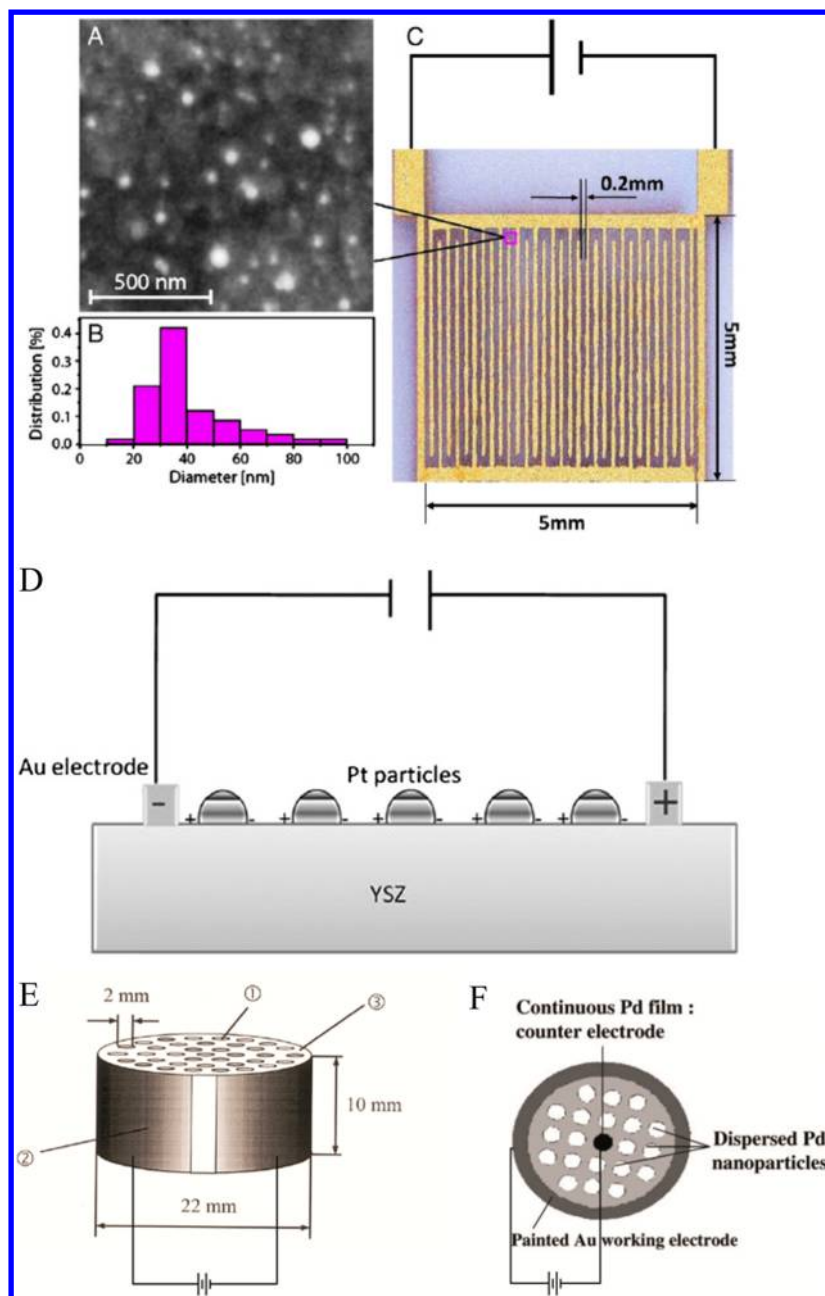 A
500 nm
B
Distribution [%]
0.4
0.3
0.2
0.1
0.0
0 20 40 60 80 100
Diameter [nm]
C
0.2mm
5mm
5mm
D
Au electrode
Pt particles
- + - + - + - + - + - +
YSZ
E
2 mm
①
③
10 mm
②
22 mm
F
Continuous Pd film :
counter electrode
Dispersed Pd
nanoparticles
Painted Au working electrode